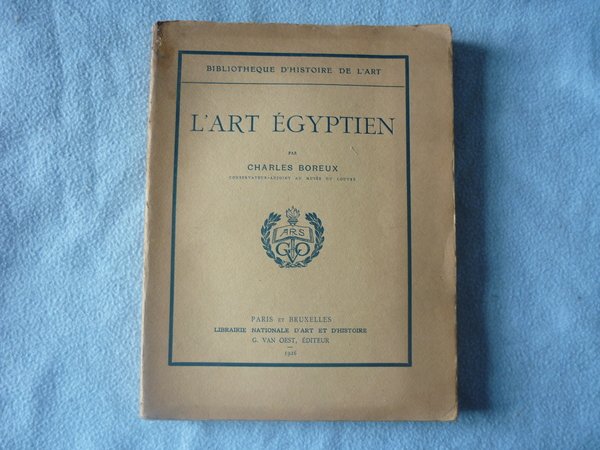 BIBLIOTHEQUE D'HISTOIRE DE L'ART
L'ART ÉGYPTIEN
PAR
CHARLES BOREUX
CONSERVATEUR-ADJOINT AU MUSÉE DU LOUVRE
ARS
G O
PARIS ET BRUXELLES
LIBRAIRIE NATIONALE D'ART ET D'HISTOIRE
G. VAN OEST, ÉDITEUR
1926